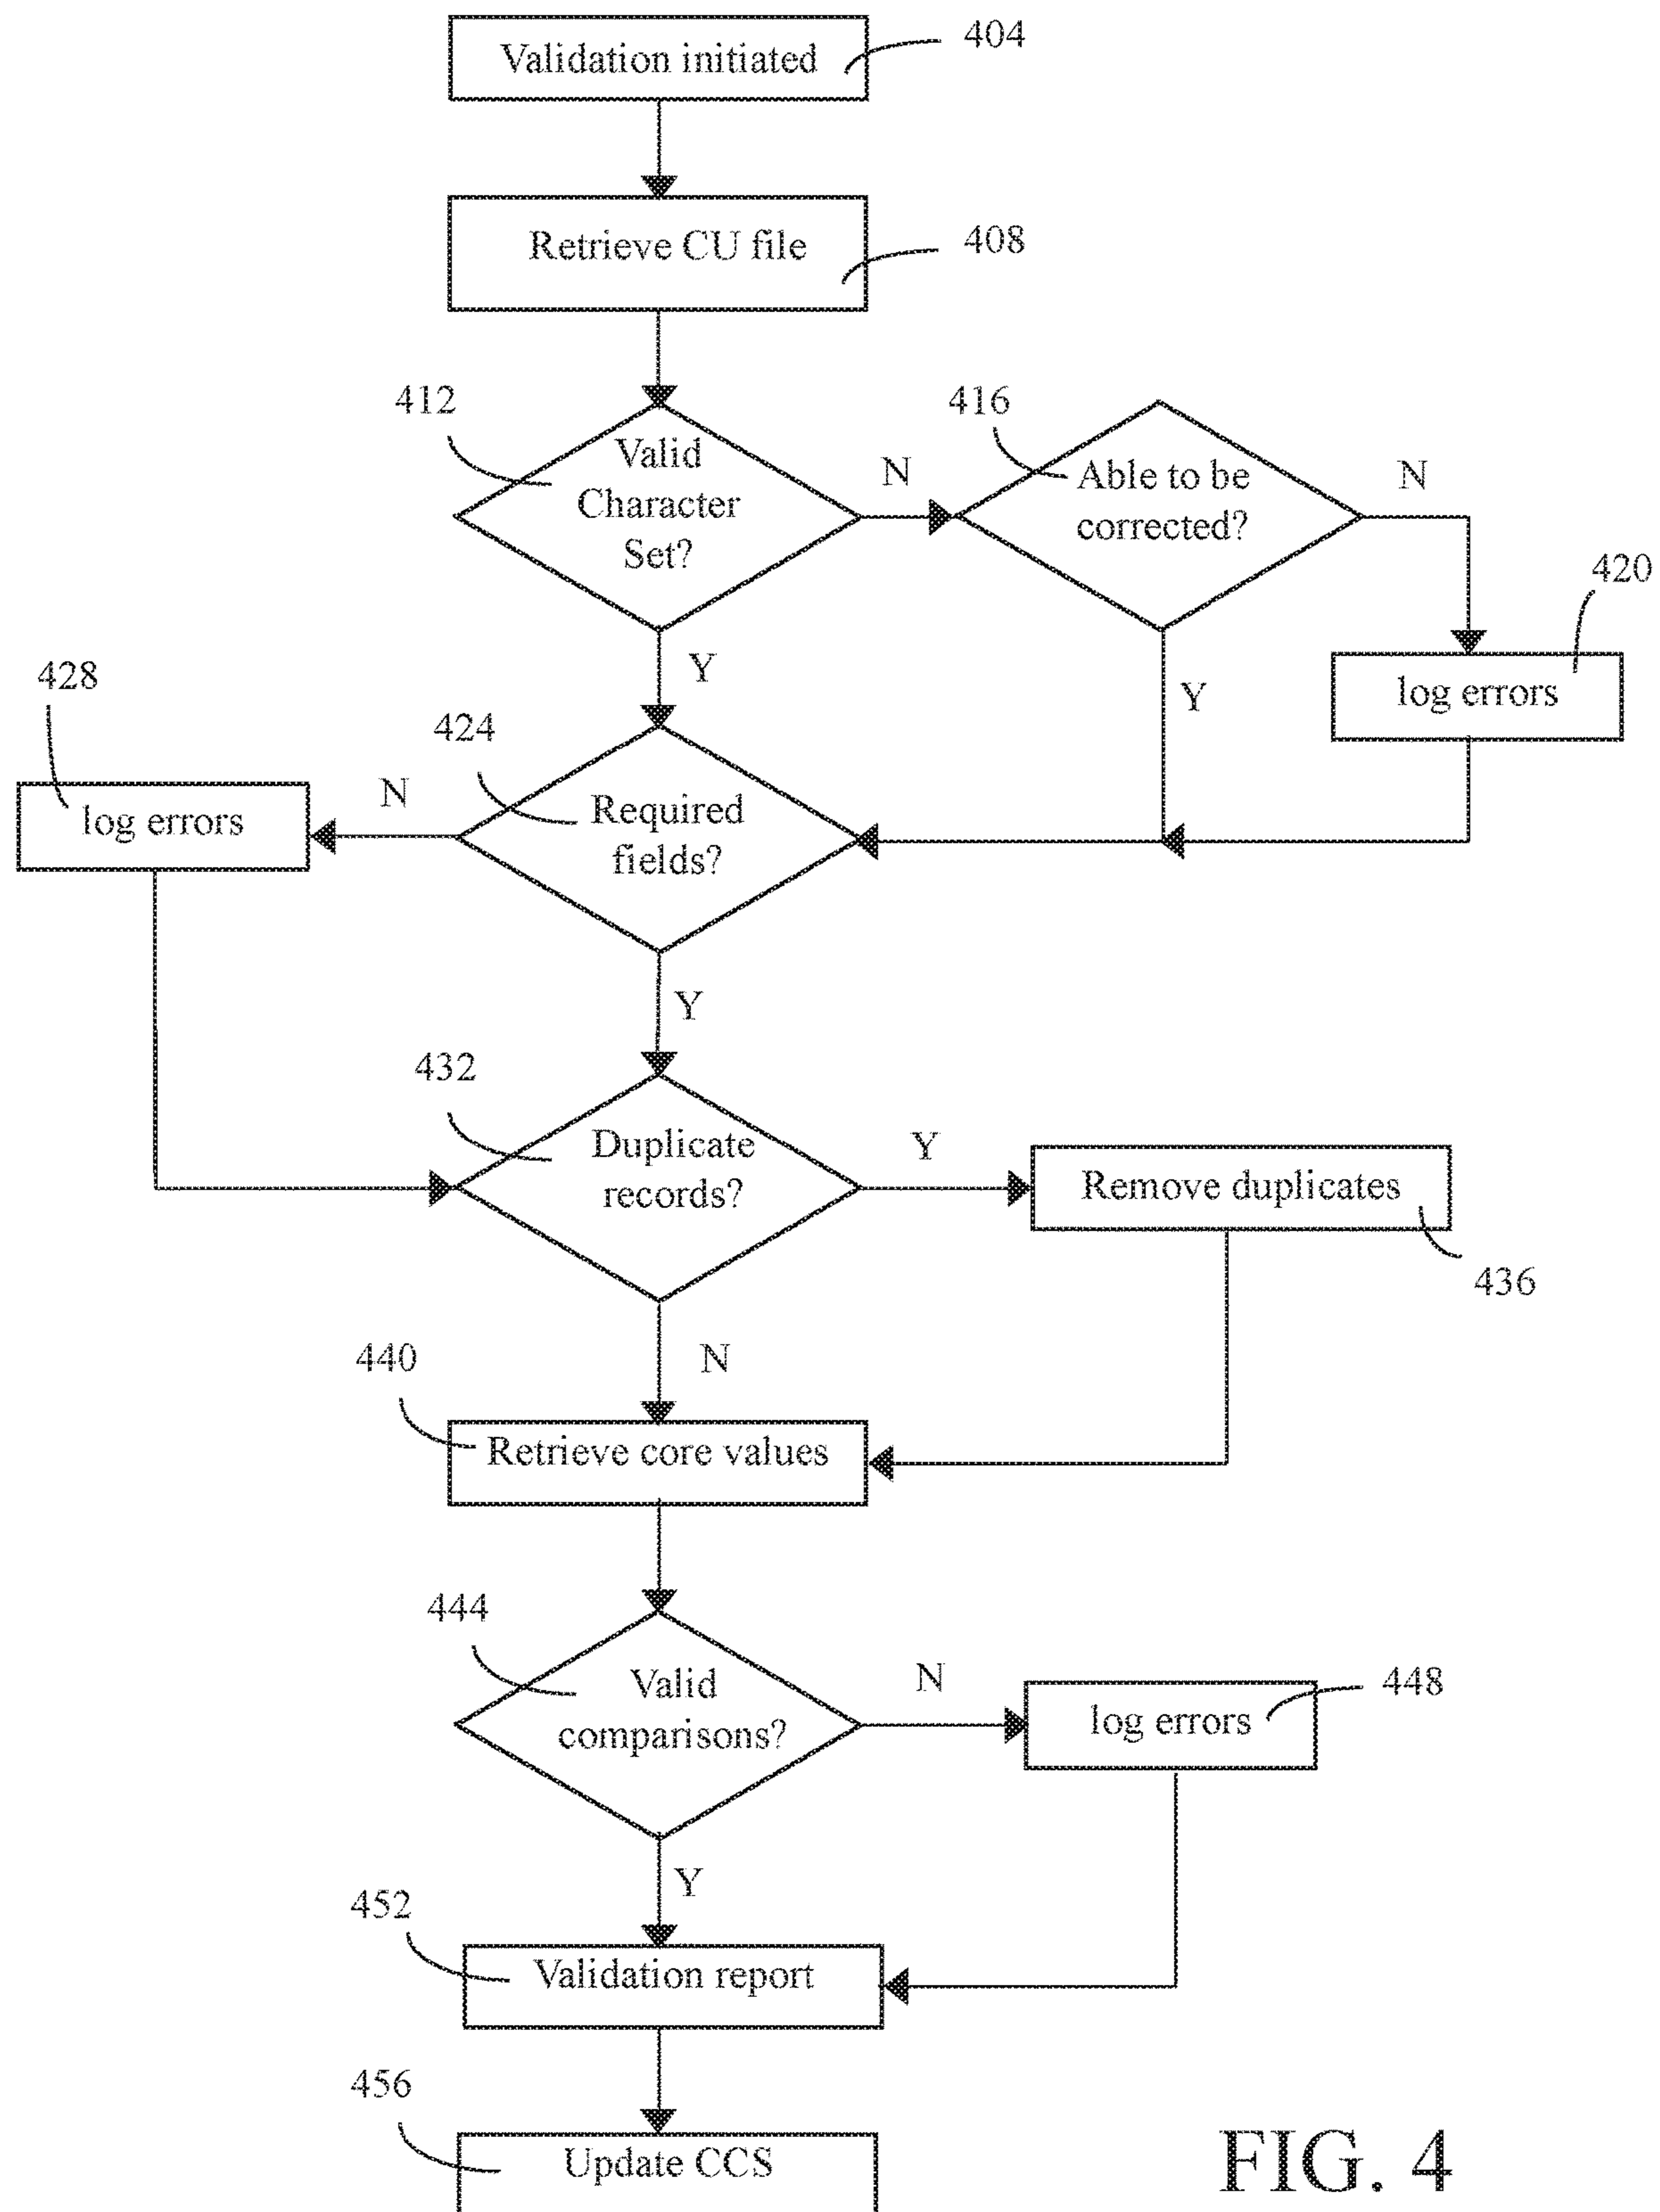 Validation initiated
404
Retrieve CU file
408
412
Valid
Character
Set?
N
416
Able to be
corrected?
N
420
log errors
Y
Y
428
log errors
N
424
Required
fields?
Y
432
Duplicate
records?
Y
Remove duplicates
436
N
440
Retrieve core values
444
Valid
comparisons?
N
448
log errors
Y
452
Validation report
456
Update CCS
FIG. 4